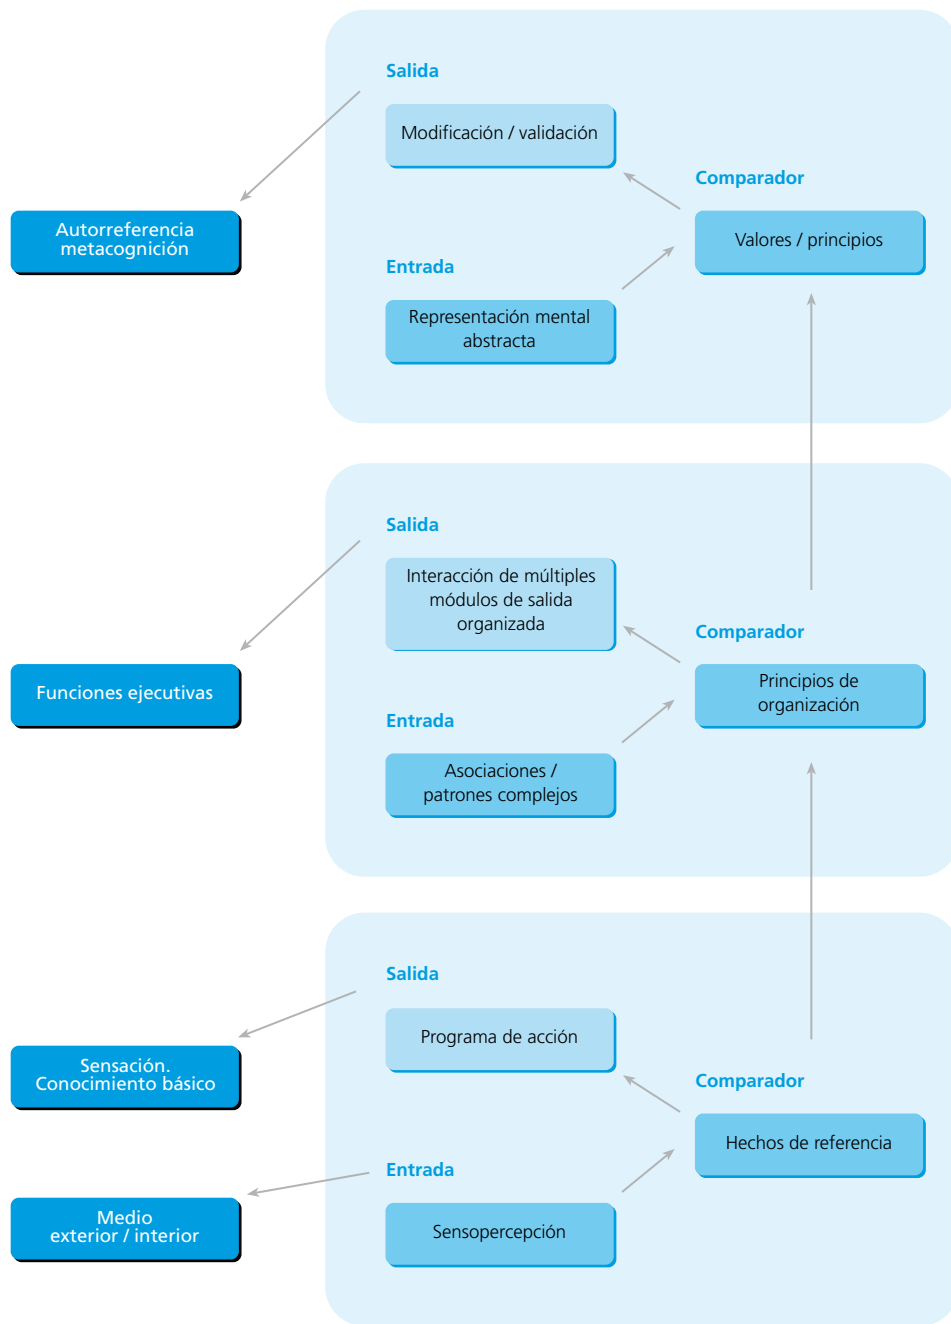 Salida
Modificación / validación
Comparador
Autorreferencia
metacognición
Valores / principios
Entrada
Representación mental
abstracta
Salida
Interacción de múltiples
módulos de salida
organizada
Comparador
Funciones ejecutivas
Principios de
organización
Entrada
Asociaciones /
patrones complejos
Salida
Programa de acción
Sensación.
Conocimiento básico
Comparador
Hechos de referencia
Entrada
Medio
exterior / interior
Sensopercepción